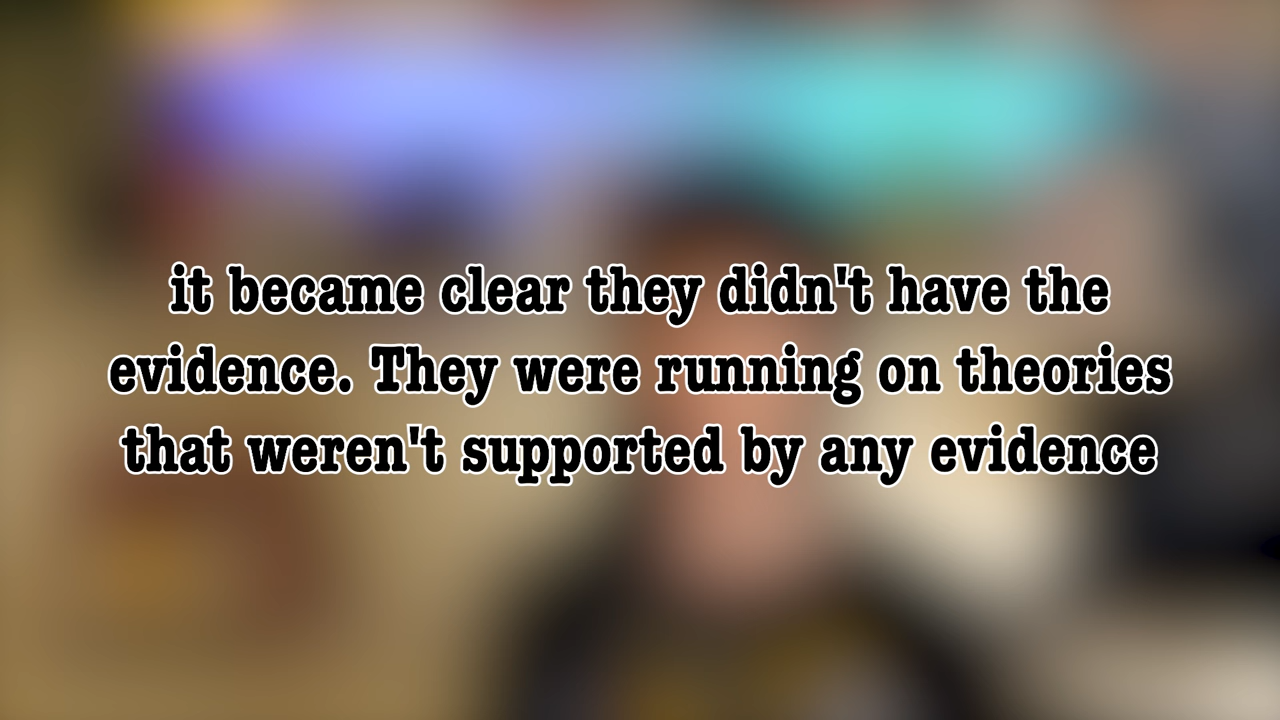 it became clear they didn't have the
evidence. They were running on theories
that weren't supported by any evidence